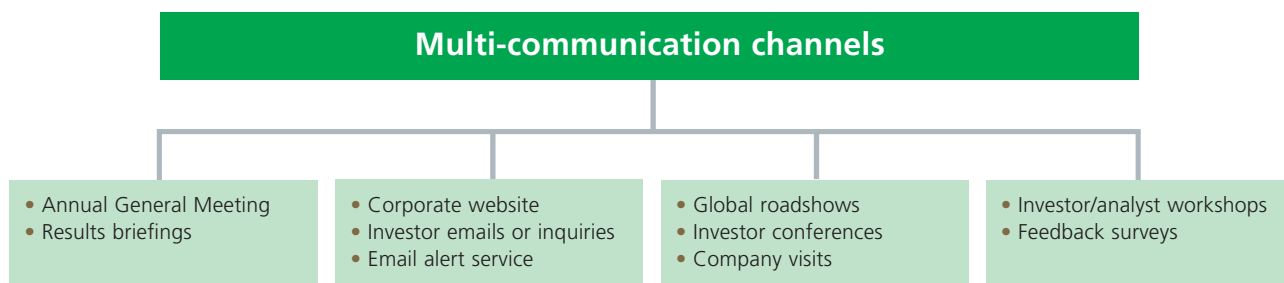 Multi-communication channels
• Annual General Meeting
• Results briefings
• Corporate website
• Investor emails or inquiries
• Email alert service
• Global roadshows
• Investor conferences
• Company visits
• Investor/analyst workshops
• Feedback surveys